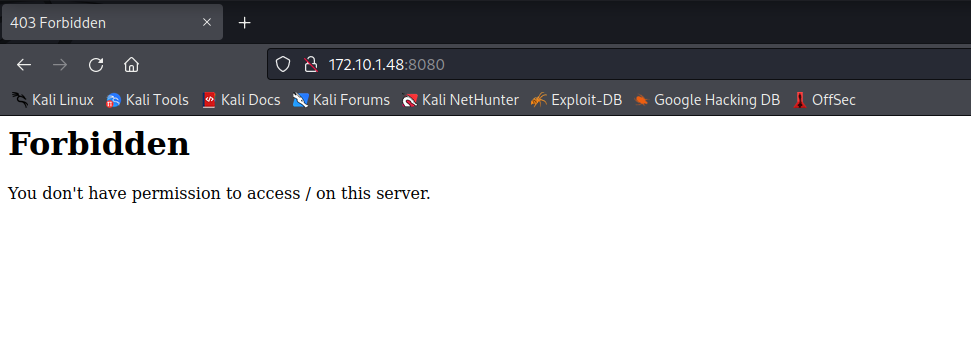 403 Forbidden
172.10.1.48:8080
Kali Linux Kali Tools Kali Docs Kali Forums Kali NetHunter Exploit-DB Google Hacking DB OffSec
Forbidden
You don't have permission to access / on this server.